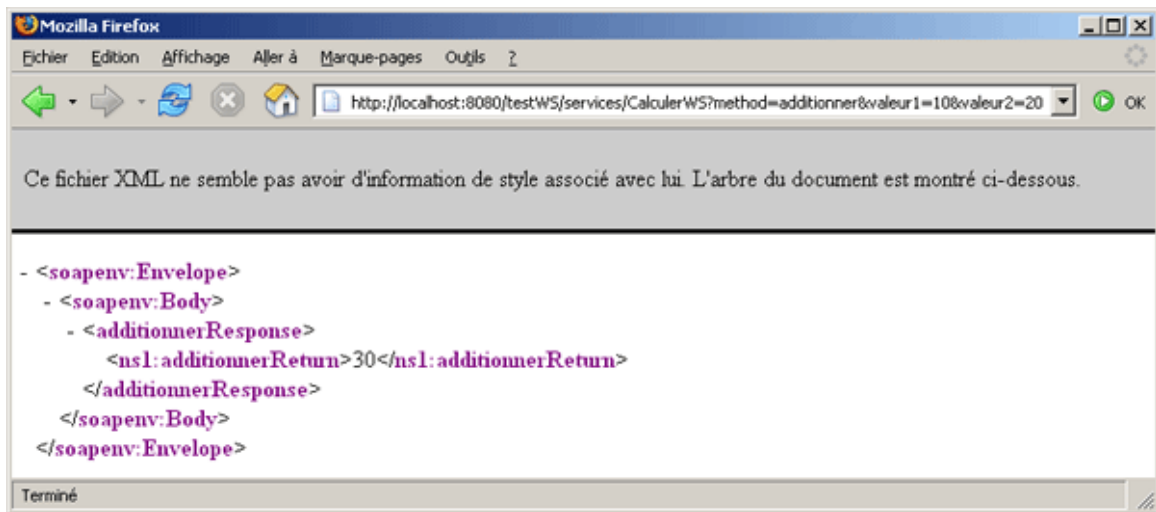 Mozilla Firefox
Fichier Edition Affichage Aller à Marque-pages Outils ?
http://localhost:8080/testWS/services/CalculerWS?method=additionner&valeur1=10&valeur2=20 OK
Ce fichier XML ne semble pas avoir d'information de style associé avec lui. L'arbre du document est montré ci-dessous.
- <soapenv:Envelope>
- <soapenv:Body>
- <additionnerResponse>
<ns1:additionnerReturn>30</ns1:additionnerReturn>
</additionnerResponse>
</soapenv:Body>
</soapenv:Envelope>
Terminé